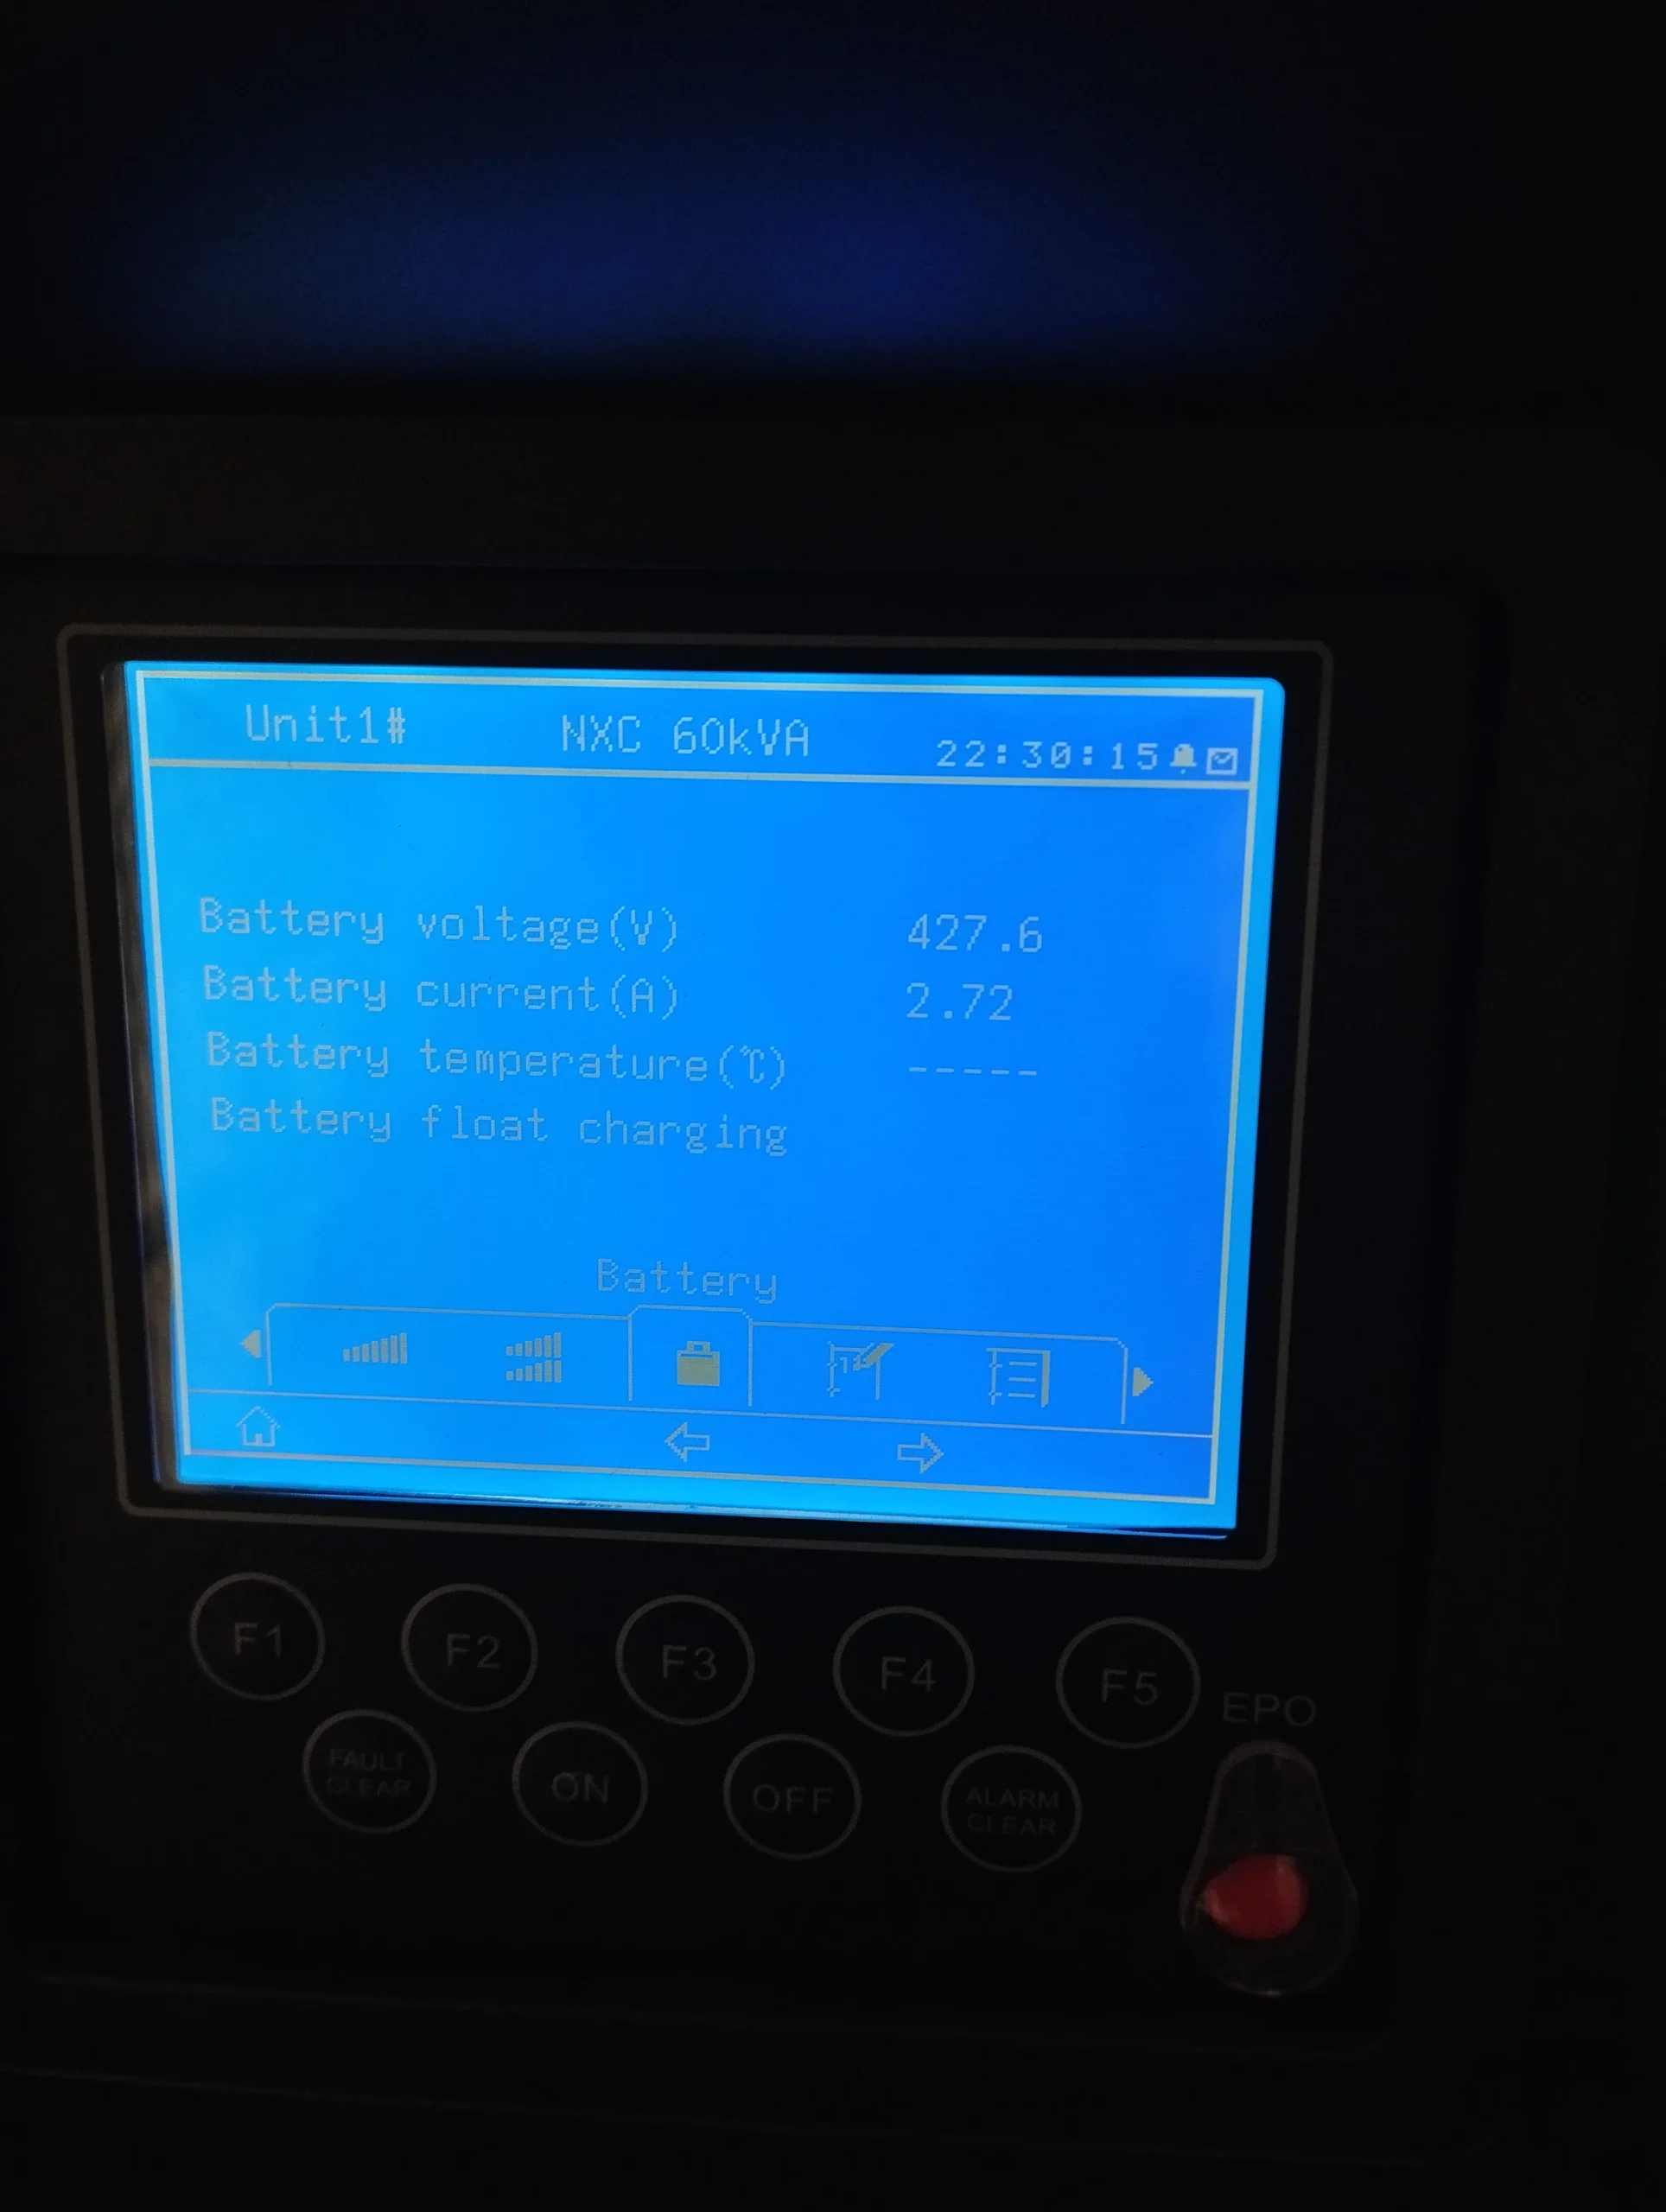 Unit1# NXC 60kVA 22:30:15
Battery voltage(V) 427.6
Battery current(A) 2.72
Battery temperature(℃) -----
Battery float charging
Battery
F1 F2 F3 F4 F5
EPO
FAULT CLEAR ON OFF ALARM CLEAR